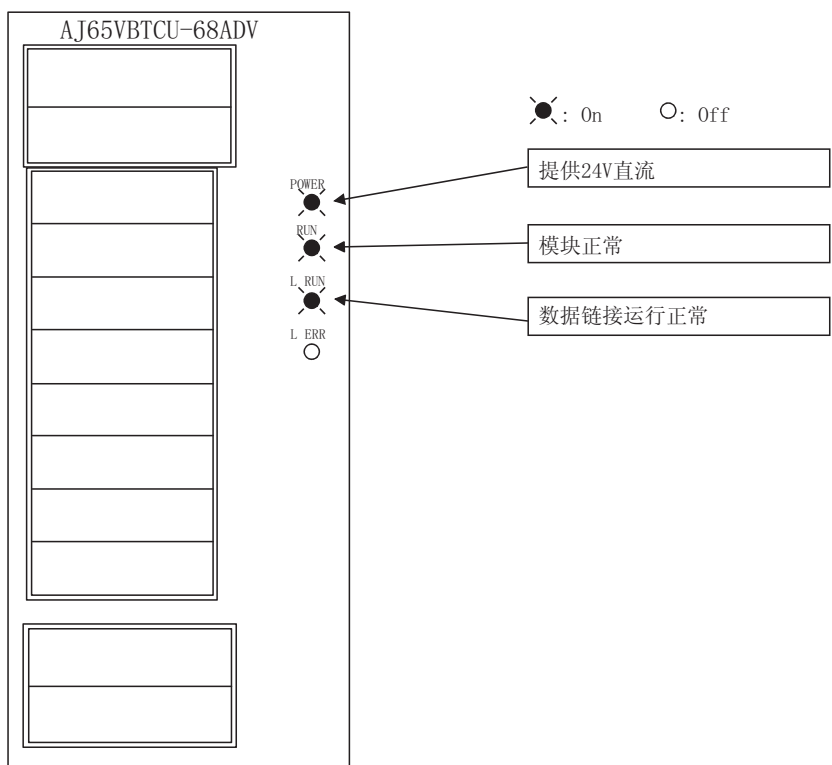 AJ65VBTCU-68ADV
: On  : Off
提供24V直流
POWER
RUN
模块正常
L RUN
数据链接运行正常
L ERR